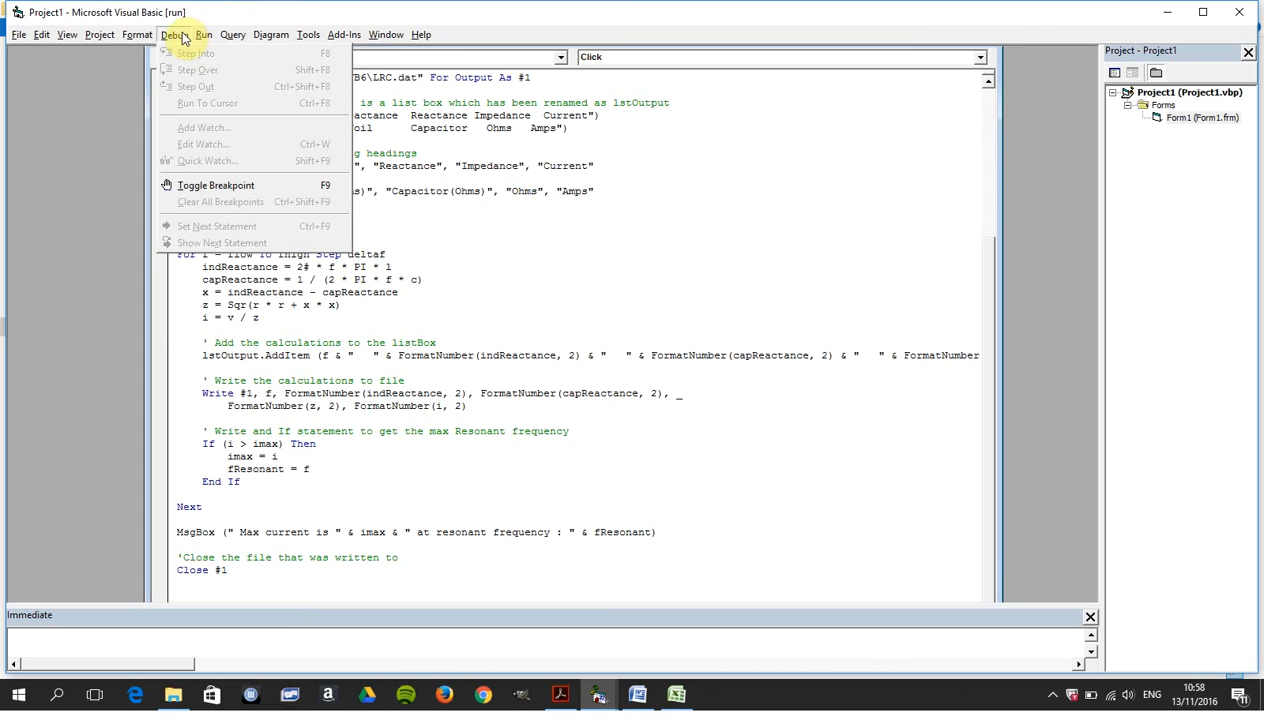 Project1 - Microsoft Visual Basic [run]
File Edit View Project Format Debug Run Query Diagram Tools Add-Ins Window Help
Step Into F8
Step Over Shift+F8
Step Out Ctrl+Shift+F8
Run To Cursor Ctrl+F8
Add Watch...
Edit Watch... Ctrl+W
Quick Watch... Shift+F9
Toggle Breakpoint F9
Clear All Breakpoints Ctrl+Shift+F9
Set Next Statement Ctrl+F9
Show Next Statement
Click
B6\LRC.dat" For Output As #1
is a list box which has been renamed as lstOutput
actance Reactance Impedance Current")
oil Capacitor Ohms Amps")
g headings
", "Reactance", "Impedance", "Current"
s)", "Capacitor(Ohms)", "Ohms", "Amps"
For f = flow To fhigh Step deltaf
indReactance = 2# * f * PI * l
capReactance = 1 / (2 * PI * f * c)
x = indReactance - capReactance
z = Sqr(r * r + x * x)
i = v / z
' Add the calculations to the listBox
lstOutput.AddItem (f & " " & FormatNumber(indReactance, 2) & " " & FormatNumber(capReactance, 2) & " " & FormatNumber
' Write the calculations to file
Write #1, f, FormatNumber(indReactance, 2), FormatNumber(capReactance, 2), _
FormatNumber(z, 2), FormatNumber(i, 2)
' Write and If statement to get the max Resonant frequency
If (i > imax) Then
imax = i
fResonant = f
End If
Next
MsgBox (" Max current is " & imax & " at resonant frequency : " & fResonant)
'Close the file that was written to
Close #1
Immediate
Project - Project1
Project1 (Project1.vbp)
Forms
Form1 (Form1.frm)
ENG
10:58
13/11/2016